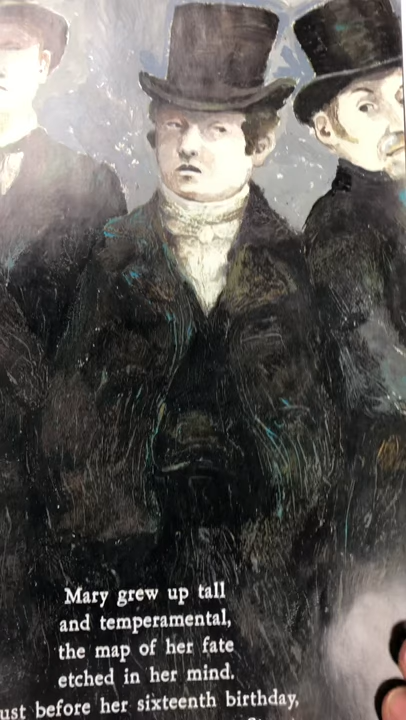 Mary grew up tall
and temperamental,
the map of her fate
etched in her mind.
ust before her sixteenth birthday,